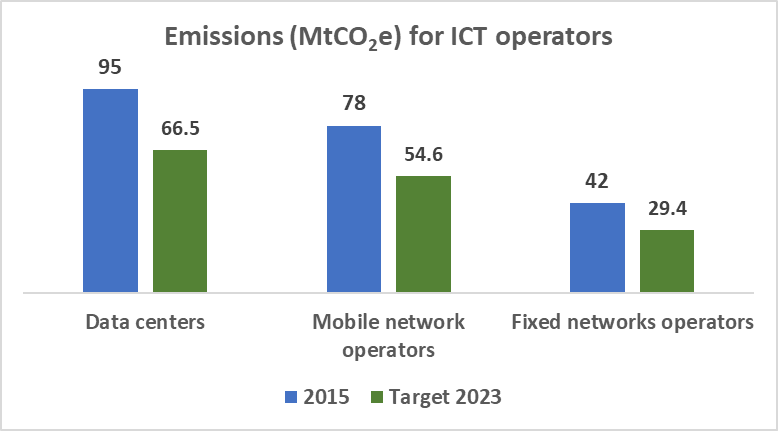 Emissions (MtCO₂e) for ICT operators
95
66.5
78
54.6
42
29.4
Data centers
Mobile network
operators
Fixed networks operators
2015
Target 2023